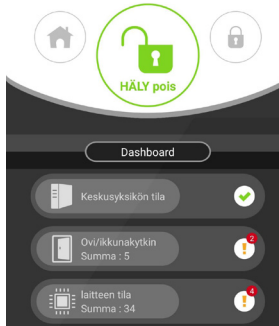 HÄLY pois
Dashboard
Keskusyksikön tila
2
Ovi/ikkunakytkin
Summa : 5
4
laitteen tila
Summa : 34